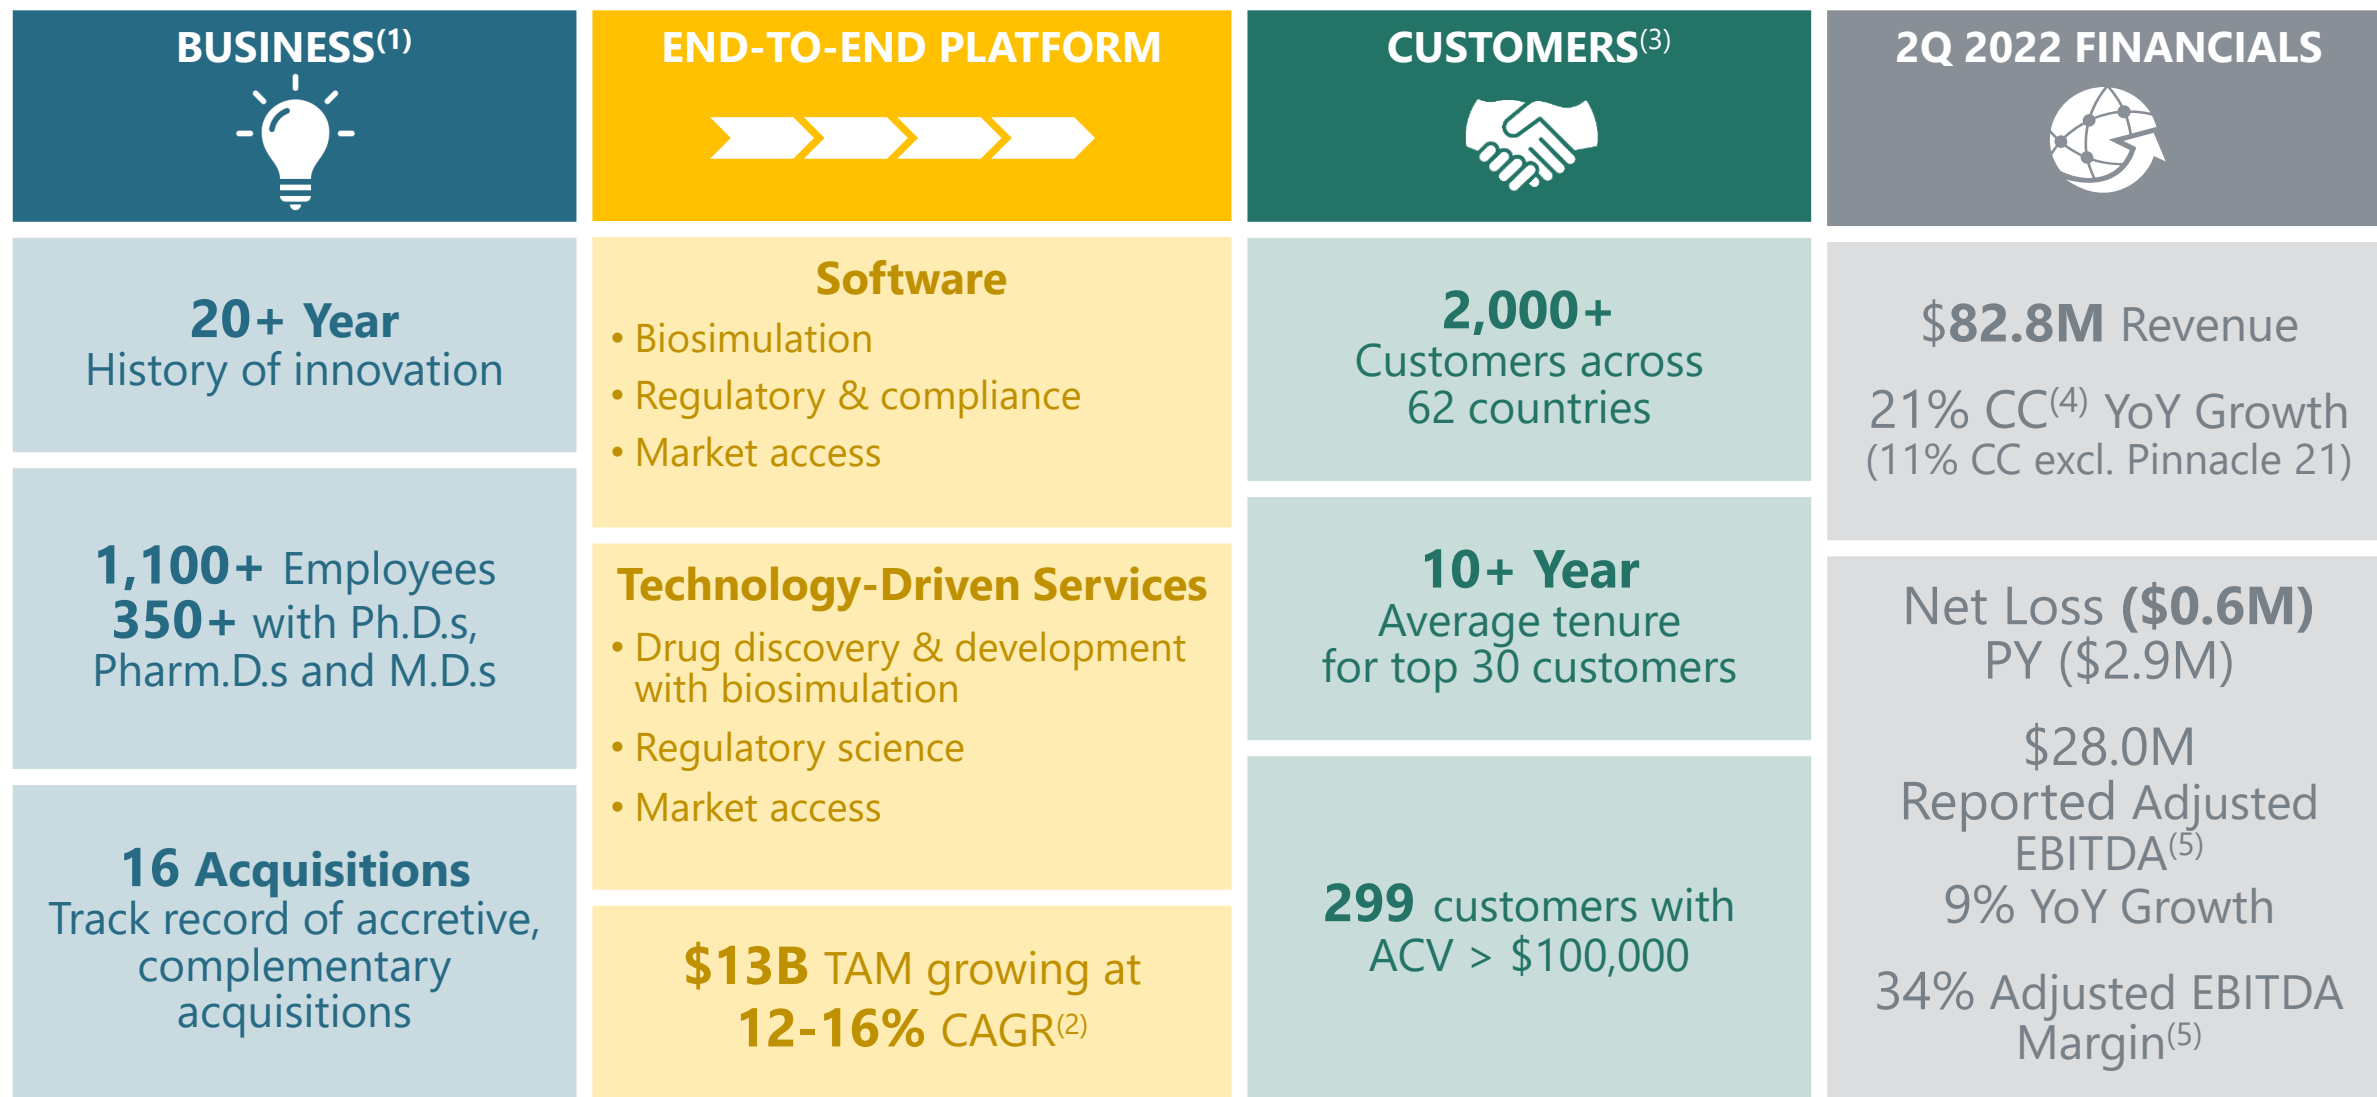 BUSINESS(1)
20+ Year
History of innovation
1,100+ Employees
350+ with Ph.D.s,
Pharm.D.s and M.D.s
16 Acquisitions
Track record of accretive,
complementary
acquisitions
END-TO-END PLATFORM
Software
• Biosimulation
• Regulatory & compliance
• Market access
Technology-Driven Services
• Drug discovery & development
with biosimulation
• Regulatory science
• Market access
$13B TAM growing at
12-16% CAGR(2)
CUSTOMERS(3)
2,000+
Customers across
62 countries
10+ Year
Average tenure
for top 30 customers
299 customers with
ACV > $100,000
2Q 2022 FINANCIALS
$82.8M Revenue
21% CC(4) YoY Growth
(11% CC excl. Pinnacle 21)
Net Loss ($0.6M)
PY ($2.9M)
$28.0M
Reported Adjusted
EBITDA(5)
9% YoY Growth
34% Adjusted EBITDA
Margin(5)